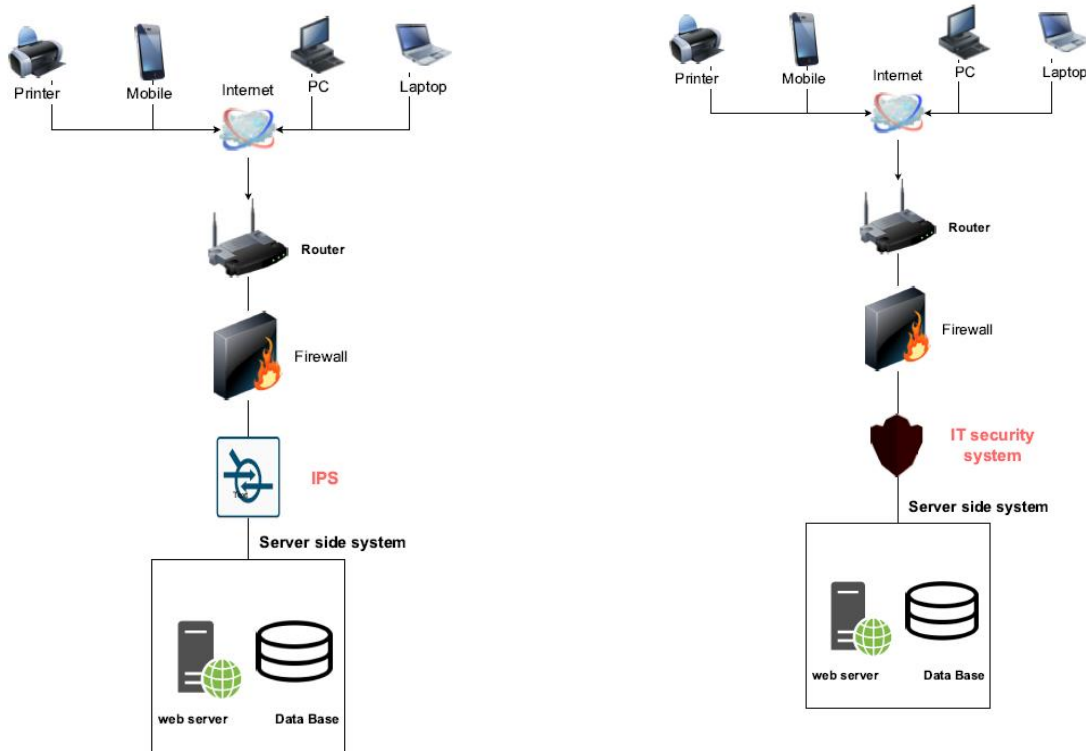 Printer
Mobile
Internet
PC
Laptop
Router
Firewall
IPS
Text
Server side system
web server
Data Base
Printer
Mobile
Internet
PC
Laptop
Router
Firewall
IT security
system
Server side system
web server
Data Base